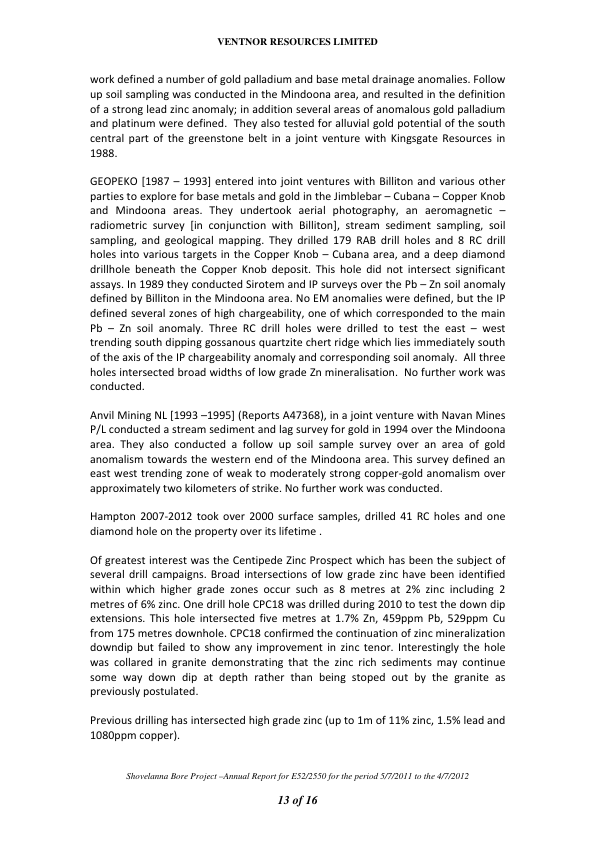 VENTNOR RESOURCES LIMITED
work defined a number of gold palladium and base metal drainage anomalies. Follow
up soil sampling was conducted in the Mindoona area, and resulted in the definition
of a strong lead zinc anomaly; in addition several areas of anomalous gold palladium
and platinum were defined.  They also tested for alluvial gold potential of the south
central part of the greenstone belt in a joint venture with Kingsgate Resources in
1988.
GEOPEKO [1987 – 1993] entered into joint ventures with Billiton and various other
parties to explore for base metals and gold in the Jimblebar – Cubana – Copper Knob
and Mindoona areas. They undertook aerial photography, an aeromagnetic –
radiometric survey [in conjunction with Billiton], stream sediment sampling, soil
sampling, and geological mapping. They drilled 179 RAB drill holes and 8 RC drill
holes into various targets in the Copper Knob – Cubana area, and a deep diamond
drillhole beneath the Copper Knob deposit. This hole did not intersect significant
assays. In 1989 they conducted Sirotem and IP surveys over the Pb – Zn soil anomaly
defined by Billiton in the Mindoona area. No EM anomalies were defined, but the IP
defined several zones of high chargeability, one of which corresponded to the main
Pb – Zn soil anomaly. Three RC drill holes were drilled to test the east – west
trending south dipping gossanous quartzite chert ridge which lies immediately south
of the axis of the IP chargeability anomaly and corresponding soil anomaly.  All three
holes intersected broad widths of low grade Zn mineralisation.  No further work was
conducted.
Anvil Mining NL [1993 –1995] (Reports A47368), in a joint venture with Navan Mines
P/L conducted a stream sediment and lag survey for gold in 1994 over the Mindoona
area. They also conducted a follow up soil sample survey over an area of gold
anomalism towards the western end of the Mindoona area. This survey defined an
east west trending zone of weak to moderately strong copper-gold anomalism over
approximately two kilometers of strike. No further work was conducted.
Hampton 2007-2012 took over 2000 surface samples, drilled 41 RC holes and one
diamond hole on the property over its lifetime .
Of greatest interest was the Centipede Zinc Prospect which has been the subject of
several drill campaigns. Broad intersections of low grade zinc have been identified
within which higher grade zones occur such as 8 metres at 2% zinc including 2
metres of 6% zinc. One drill hole CPC18 was drilled during 2010 to test the down dip
extensions. This hole intersected five metres at 1.7% Zn, 459ppm Pb, 529ppm Cu
from 175 metres downhole. CPC18 confirmed the continuation of zinc mineralization
downdip but failed to show any improvement in zinc tenor. Interestingly the hole
was collared in granite demonstrating that the zinc rich sediments may continue
some way down dip at depth rather than being stoped out by the granite as
previously postulated.
Previous drilling has intersected high grade zinc (up to 1m of 11% zinc, 1.5% lead and
1080ppm copper).
Shovelanna Bore Project –Annual Report for E52/2550 for the period 5/7/2011 to the 4/7/2012
13 of 16